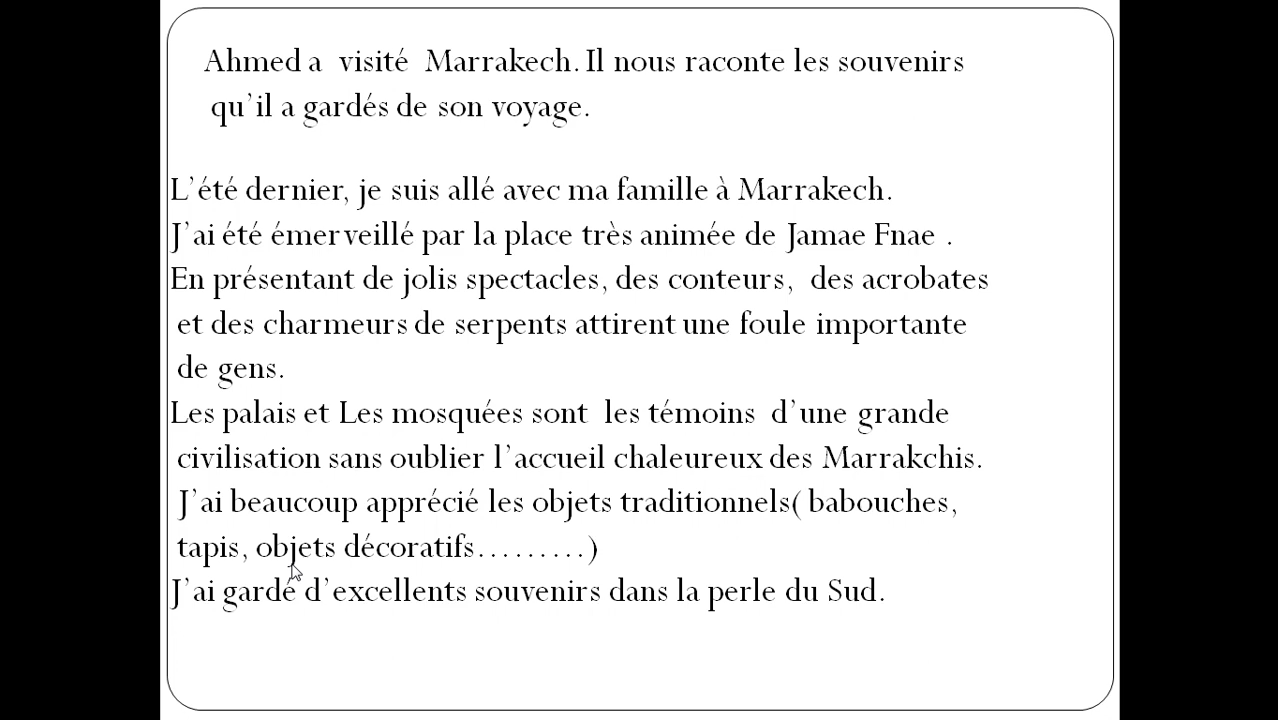 Ahmed a visité Marrakech. Il nous raconte les souvenirs
qu'il a gardés de son voyage.
L'été dernier, je suis allé avec ma famille à Marrakech.
J'ai été émerveillé par la place très animée de Jamae Fnae .
En présentant de jolis spectacles, des conteurs, des acrobates
et des charmeurs de serpents attirent une foule importante
de gens.
Les palais et Les mosquées sont les témoins d'une grande
civilisation sans oublier l'accueil chaleureux des Marrakchis.
J'ai beaucoup apprécié les objets traditionnels( babouches,
tapis, objets décoratifs.........)
J'ai gardé d'excellents souvenirs dans la perle du Sud.